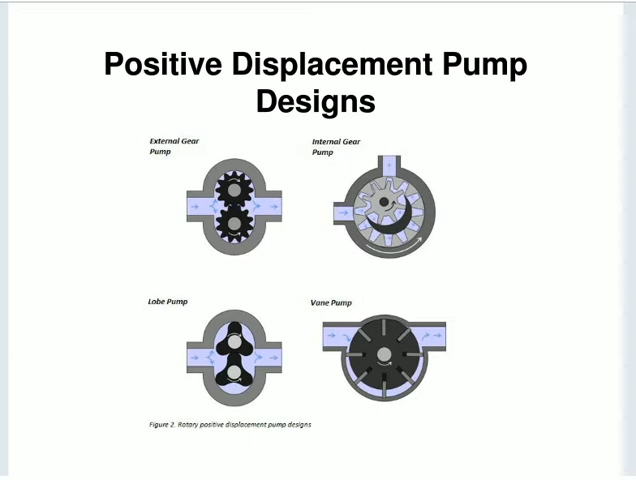 Positive Displacement Pump
Designs
External Gear
Pump
Internal Gear
Pump
Lobe Pump
Vane Pump
Figure 2. Rotary positive displacement pump designs